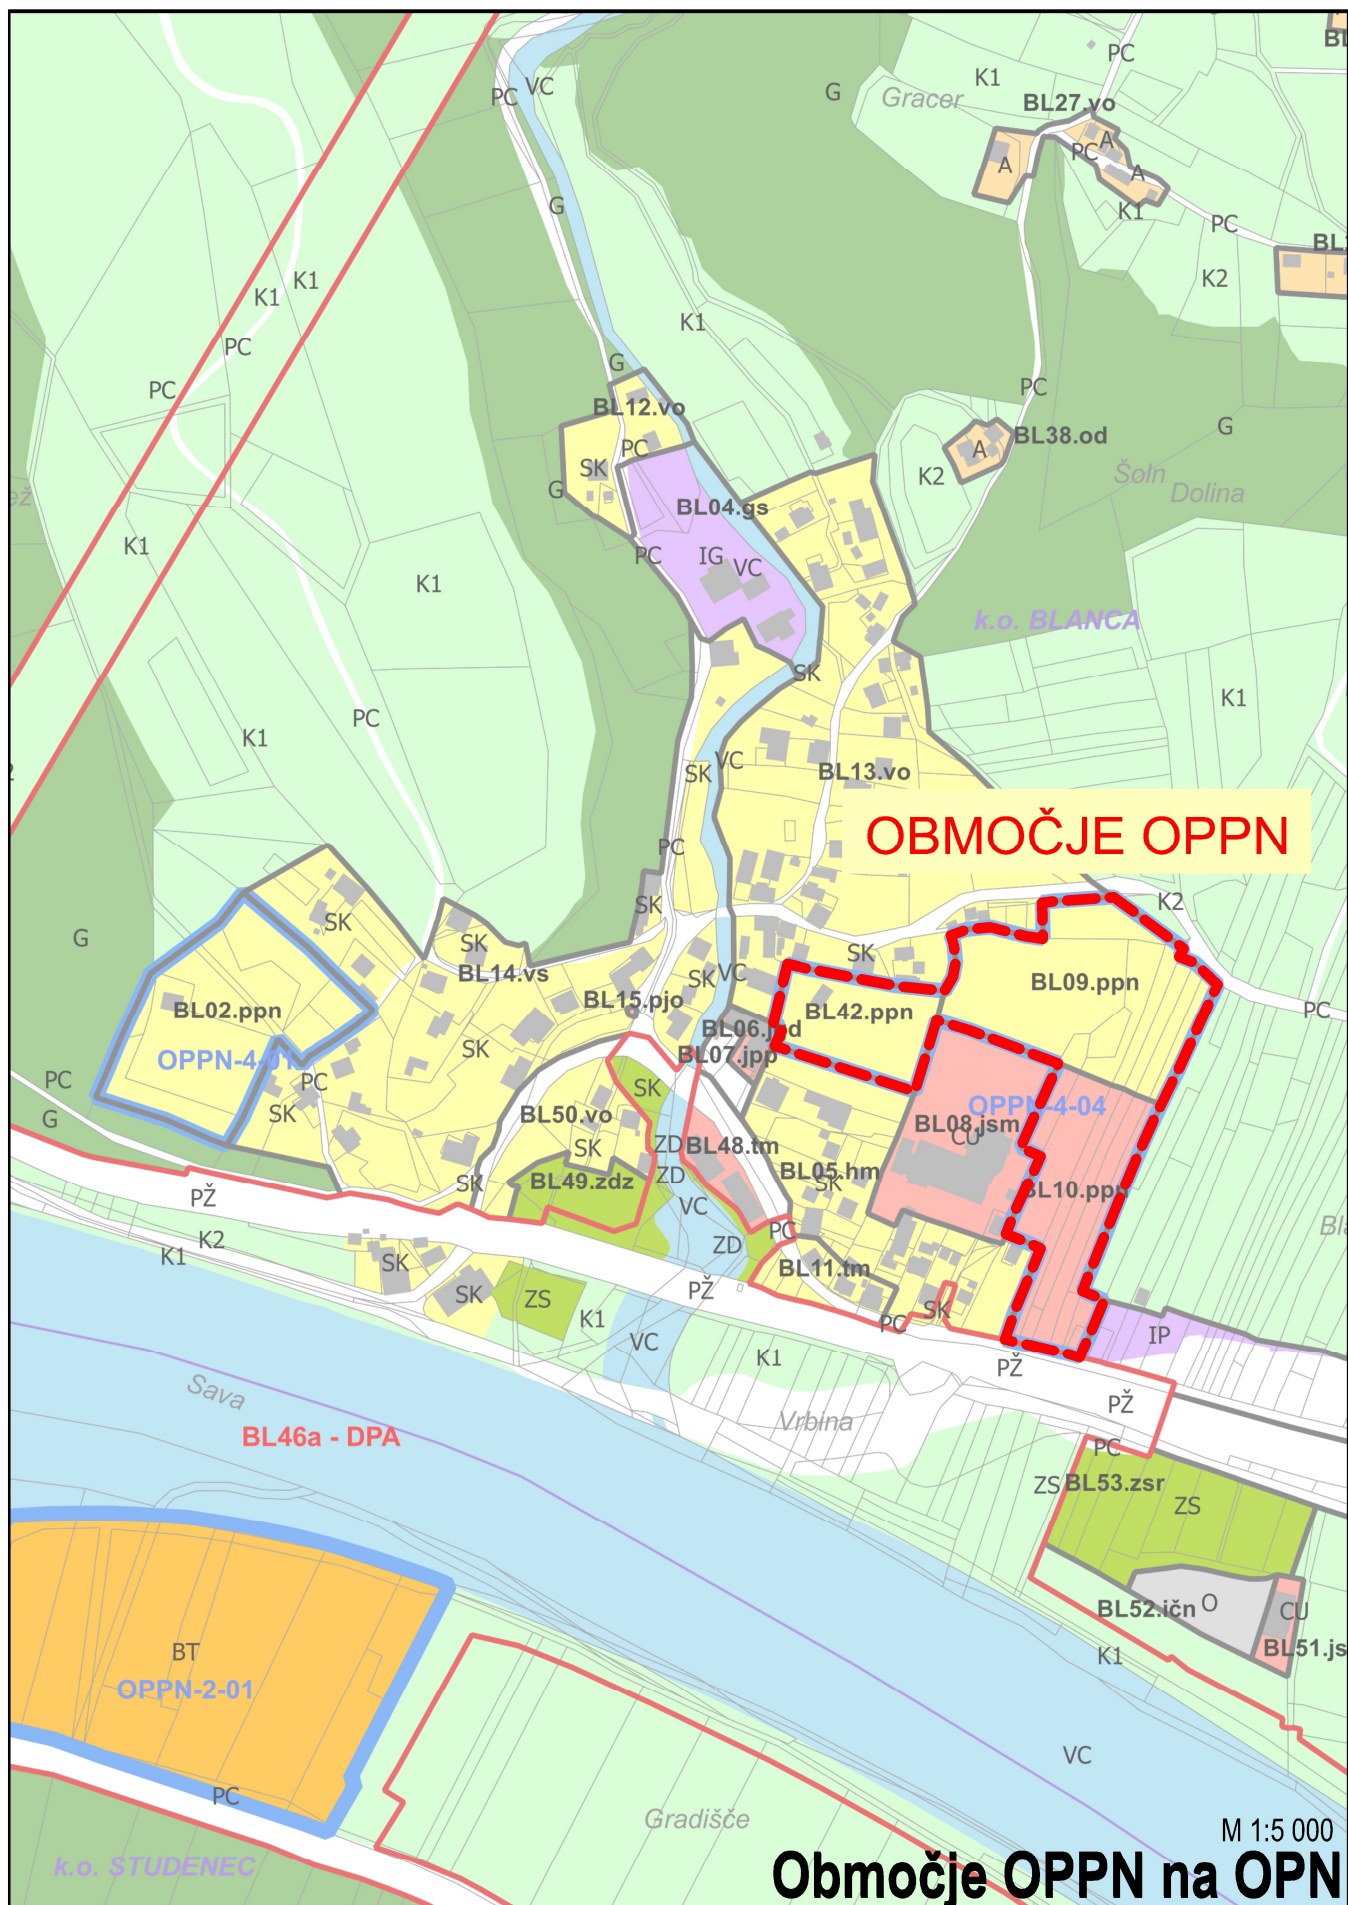 PC
VC
PC
G
Gracer
K1
BL27.vo
A
PC
A
A
K1
G
PC
K2
K1
K1
PC
K1
PC
G
BL12.vo
PC
SK
G
PC
BL38.od
A
K2
G
Šoln
Dolina
BL04.gs
IG
VC
PC
K1
K1
k.o. BLANCA
SK
K1
PC
K1
VC
SK
BL13.vo
OBMOČJE OPPN
PC
K2
SK
SK
G
SK
BL14.vs
SK
SK
VC
BL15.pjo
BL09.ppn
BL42.ppn
BL02.ppn
PC
OPPN-4-01
SK
BL07.jpp
PC
PC
G
SK
SK
BL50.vo
SK
OPPN-4-04
BL08.jsm
CU
ZD
ZD
BL48.tm
BL05.hm
SK
BL49.zdz
SK
PŽ
VC
K2
K1
PC
ZD
BL11.tm
SK
SK
ZS
K1
PŽ
VC
PC
SK
IP
PŽ
K1
PŽ
Sava
Vrbina
BL46a - DPA
PC
ZS
BL53.zsr
ZS
BL52.ičn
O
CU
K1
BT
OPPN-2-01
VC
PC
Gradišče
M 1:5 000
k.o. STUDENEC
Območje OPPN na OPN